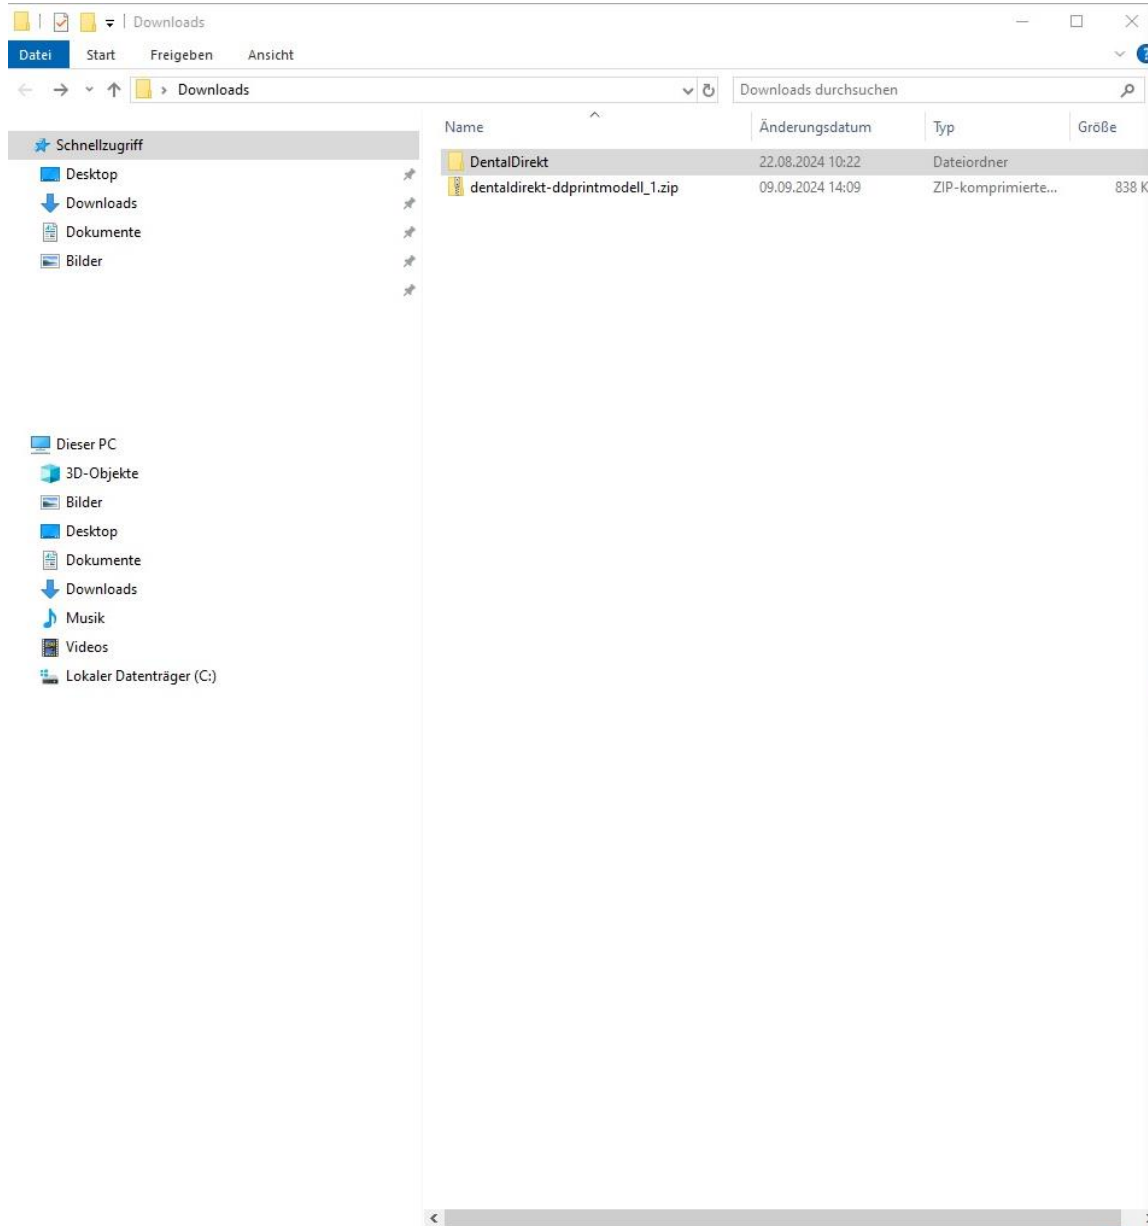 Downloads
Datei Start Freigeben Ansicht
Downloads Downloads durchsuchen
Name Änderungsdatum Typ Größe
Schnellzugriff
Desktop
Downloads
Dokumente
Bilder
DentalDirekt 22.08.2024 10:22 Dateiordner
dentaldirekt-ddprintmodell_1.zip 09.09.2024 14:09 ZIP-komprimierte... 838 K
Dieser PC
3D-Objekte
Bilder
Desktop
Dokumente
Downloads
Musik
Videos
Lokaler Datenträger (C:)